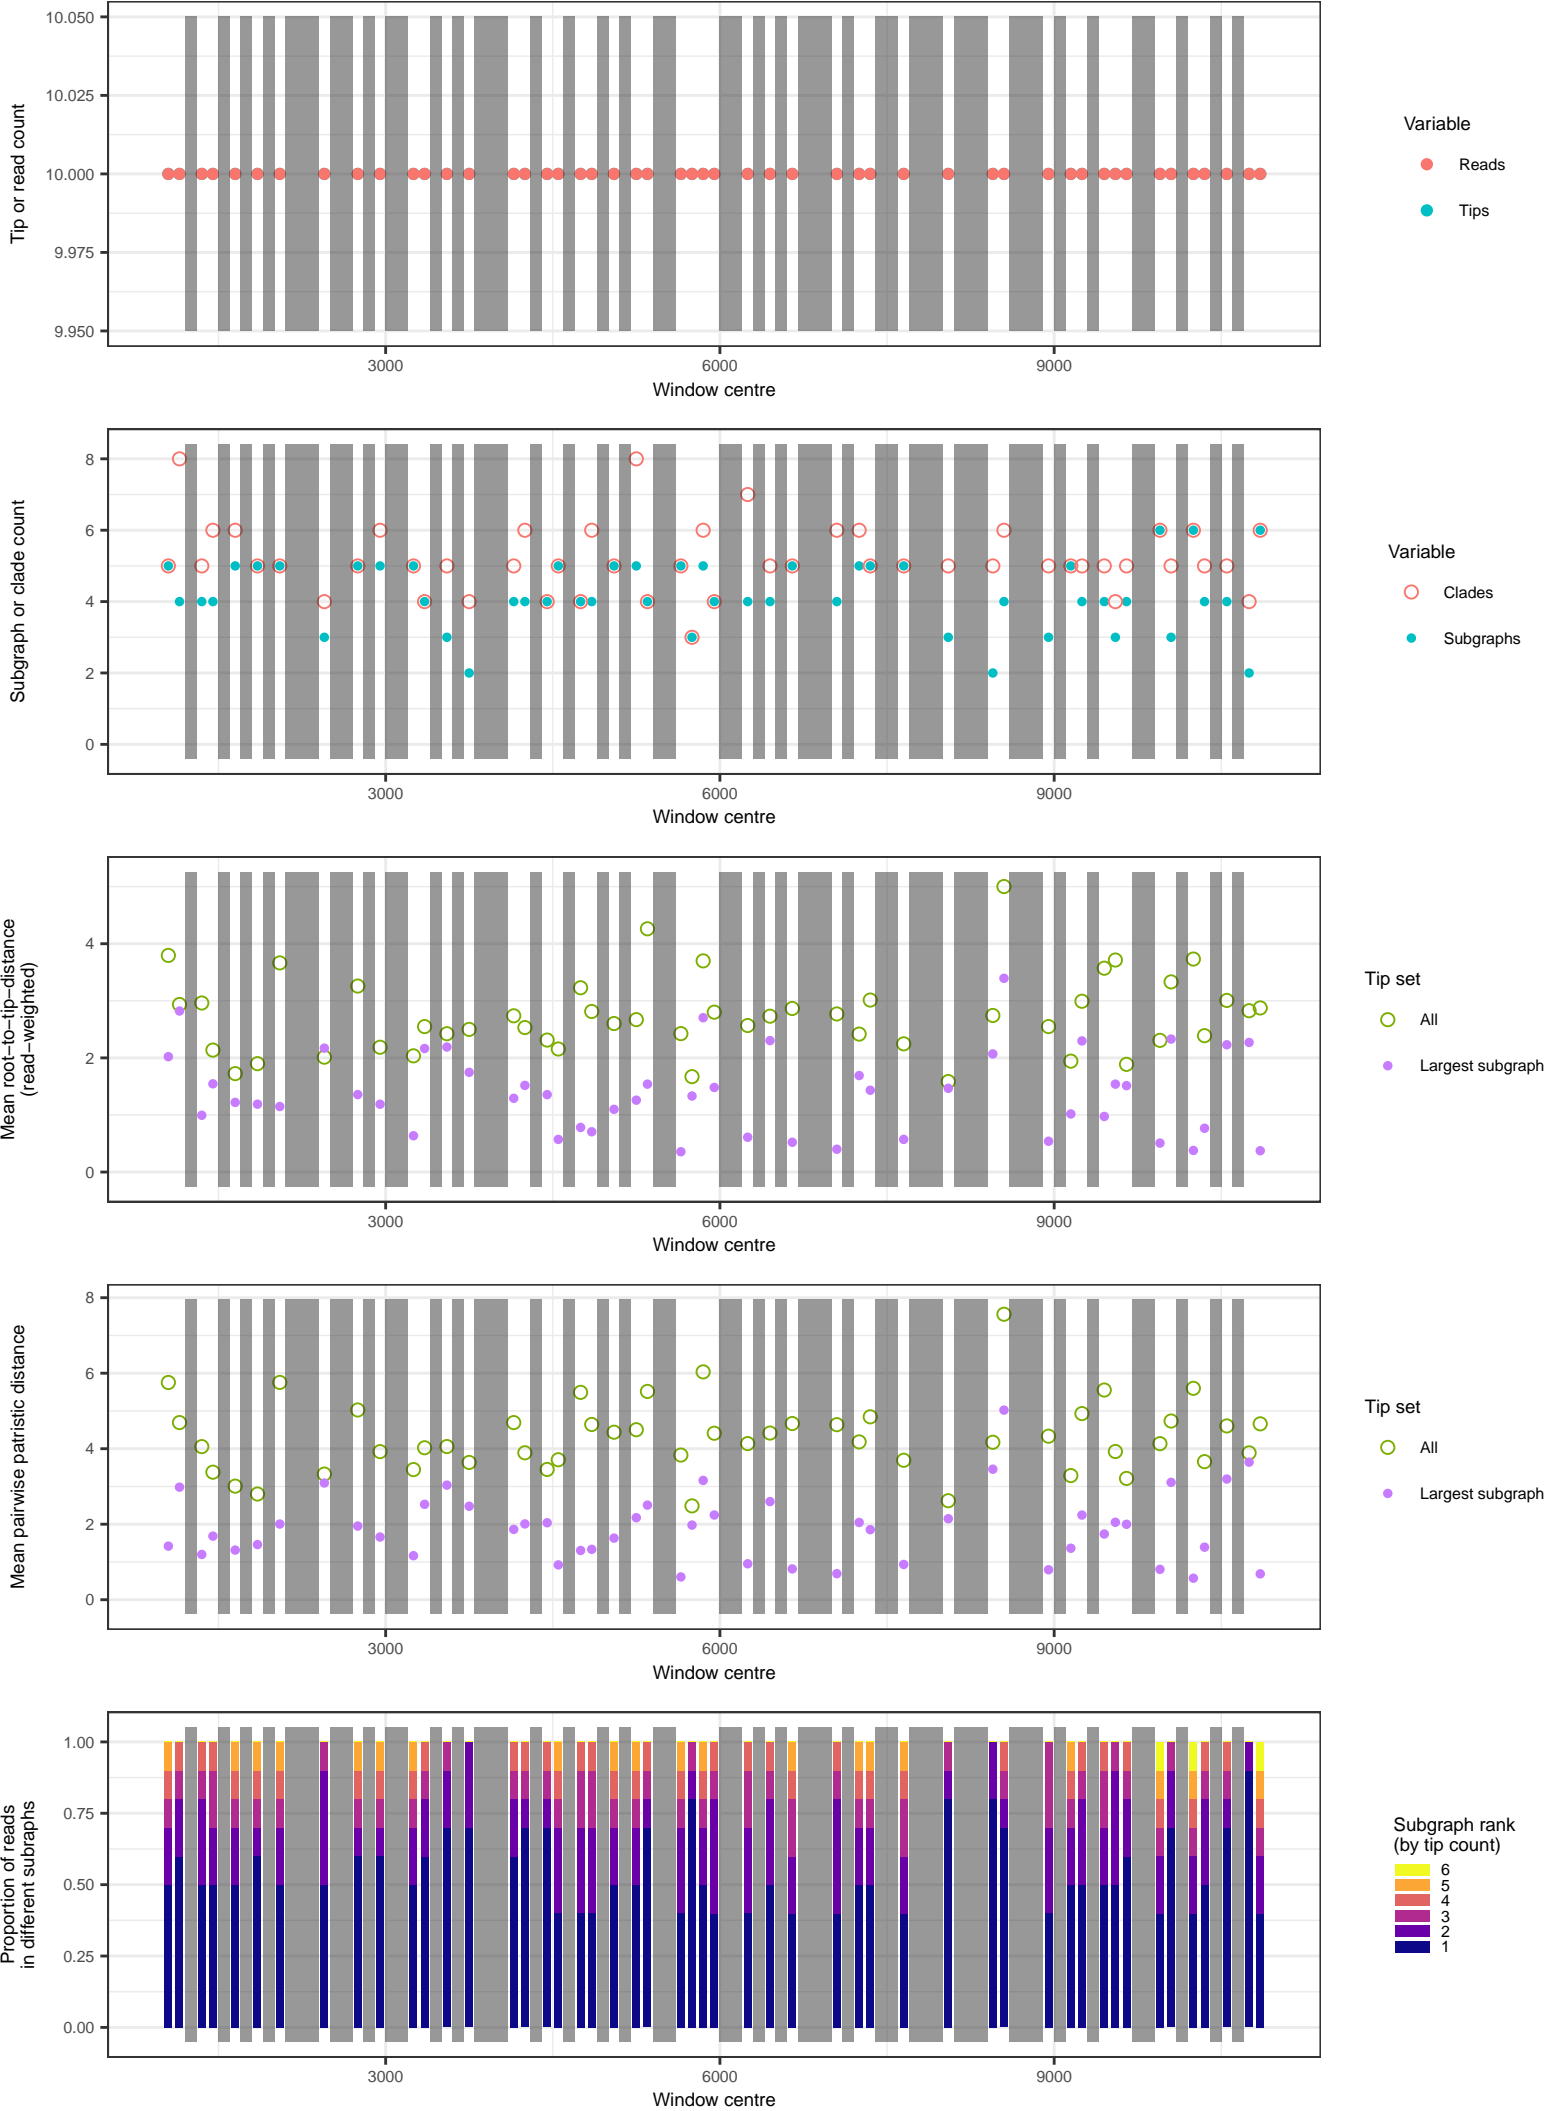 10.050
10.025
10.000
9.975
9.950
Tip or read count
3000 6000 9000
Window centre
Variable
Reads
Tips
8
6
4
2
0
Subgraph or clade count
3000 6000 9000
Window centre
Variable
Clades
Subgraphs
4
2
0
Mean root−to−tip−distance
(read−weighted)
3000 6000 9000
Window centre
Tip set
All
Largest subgraph
8
6
4
2
0
Mean pairwise patristic distance
3000 6000 9000
Window centre
Tip set
All
Largest subgraph
1.00
0.75
0.50
0.25
0.00
Proportion of reads
in different subraphs
3000 6000 9000
Window centre
Subgraph rank
(by tip count)
6
5
4
3
2
1